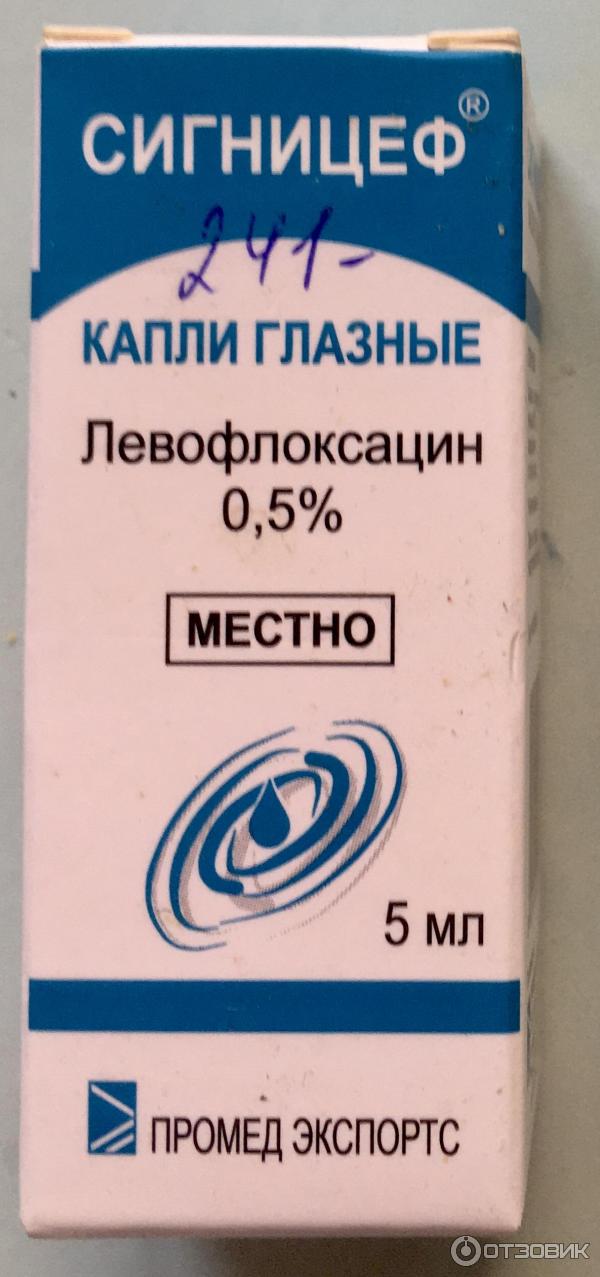 СИГНИЦЕФ®
241-
КАПЛИ ГЛАЗНЫЕ
Левофлоксацин
0,5%
МЕСТНО
5 мл
ПРОМЕД ЭКСПОРТС
ОТЗОВИК